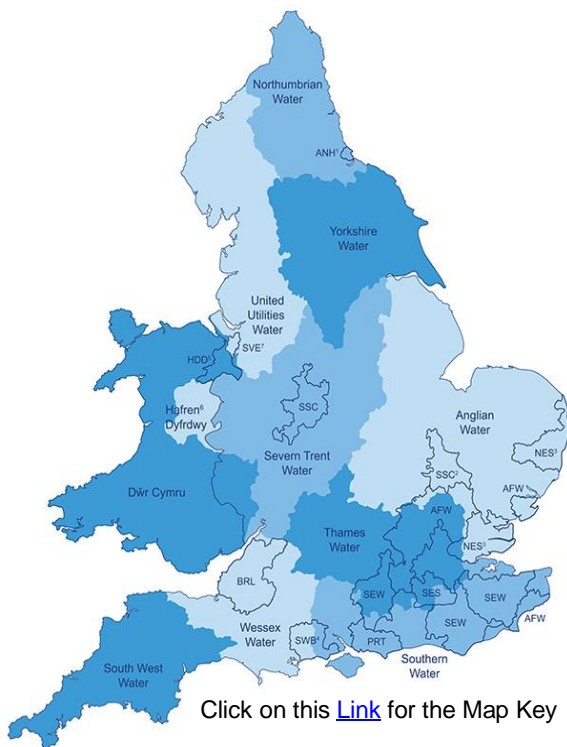 Northumbrian
Water
ANH¹
Yorkshire
Water
United
Utilities
Water
SVE⁷
HDD⁵
SSC
Hafren⁶
Dyfrdwy
Anglian
Water
NES³
Severn Trent
Water
SSC²
AFW
Dŵr Cymru
AFW
Thames
Water
NES³
BRL
SEW
SES
SEW
Wessex
Water
SWB⁴
PRT
SEW
AFW
Southern
Water
South West
Water
Click on this Link for the Map Key